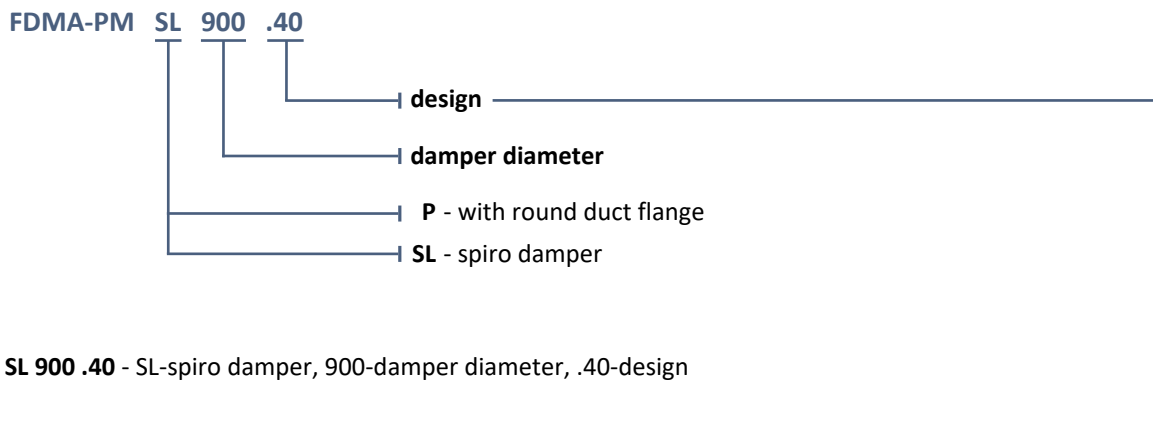 FDMA-PM SL 900 .40
design
damper diameter
P - with round duct flange
SL - spiro damper
SL 900 .40 - SL-spiro damper, 900-damper diameter, .40-design